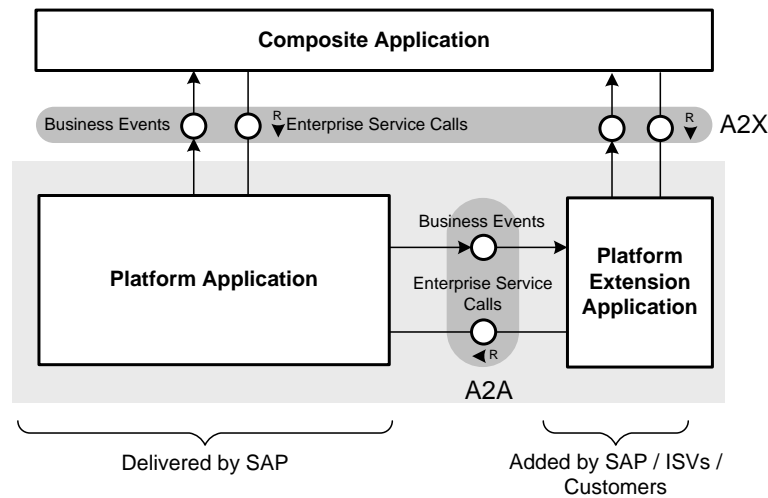 Composite Application
Business Events
R
Enterprise Service Calls
R
A2X
Platform Application
Business Events
Enterprise Service
Calls
R
A2A
Platform
Extension
Application
Delivered by SAP
Added by SAP / ISVs /
Customers